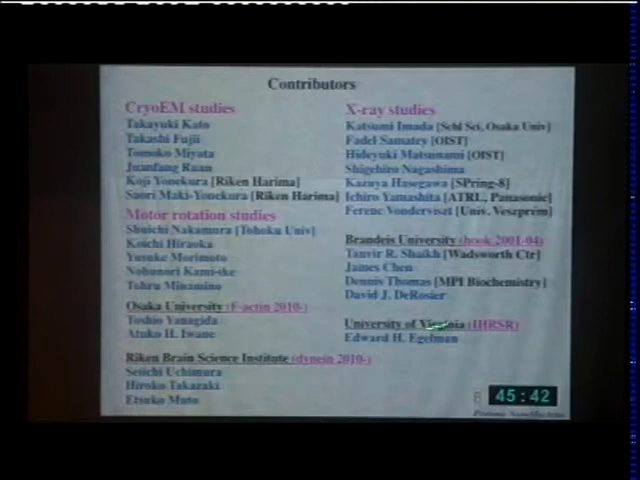 Contributors
CryoEM studies
Takayuki Kato
Takashi Fujii
Tomoko Miyata
Juanfang Ruan
Koji Yonekura [Riken Harima]
Saori Maki-Yonekura [Riken Harima]
Motor rotation studies
Shuichi Nakamura [Tohoku Univ]
Koichi Hiraoka
Yusuke Morimoto
Nobunori Kami-ike
Tohru Minamino
Osaka University (F-actin 2010-)
Toshio Yanagida
Atuko H. Iwane
Riken Brain Science Institute (dynein 2010-)
Seiichi Uchimura
Hiroko Takazaki
Etsuko Muto
X-ray studies
Katsumi Imada [Schl Sci, Osaka Univ]
Fadel Samatey [OIST]
Hideyuki Matsunami [OIST]
Shigehiro Nagashima
Kazuya Hasegawa [SPring-8]
Ichiro Yamashita [ATRL, Panasonic]
Ferenc Vonderviszt [Univ. Veszprém]
Brandeis University (hook 2001-04)
Tanvir R. Shaikh [Wadsworth Ctr]
James Chen
Dennis Thomas [MPI Biochemistry]
David J. DeRosier
University of Virginia (IHRSR)
Edward H. Egelman
8
45:42